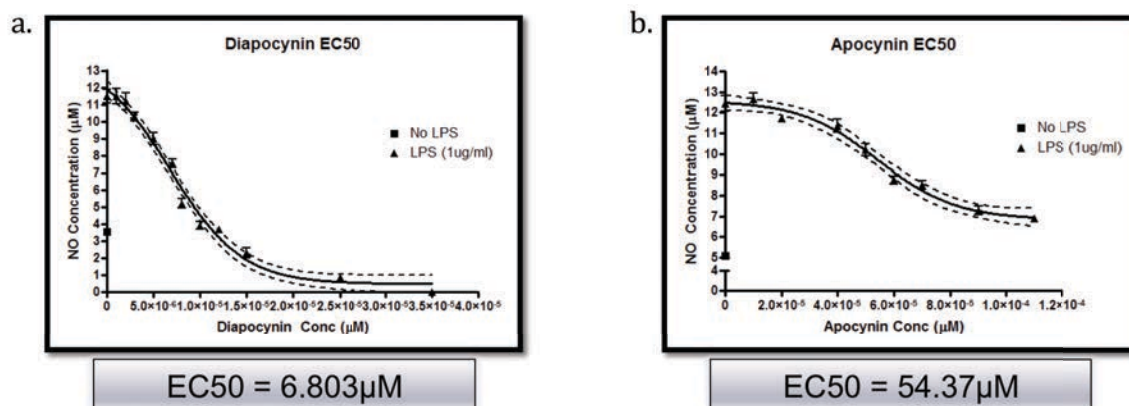 a.
Diapocynin EC50
NO Concentration (µM)
13
12
11
10
9
8
7
6
5
4
3
2
1
0
■ No LPS
▲ LPS (1ug/ml)
0 5.0×10⁻⁶ 1.0×10⁻⁵ 1.5×10⁻⁵ 2.0×10⁻⁵ 2.5×10⁻⁵ 3.0×10⁻⁵ 3.5×10⁻⁵ 4.0×10⁻⁵
Diapocynin Conc (µM)
EC50 = 6.803µM
b.
Apocynin EC50
NO Concentration (µM)
14
13
12
11
10
9
8
7
6
5
4
0
■ No LPS
▲ LPS (1ug/ml)
0 2.0×10⁻⁵ 4.0×10⁻⁵ 6.0×10⁻⁵ 8.0×10⁻⁵ 1.0×10⁻⁴ 1.2×10⁻⁴
Apocynin Conc (µM)
EC50 = 54.37µM